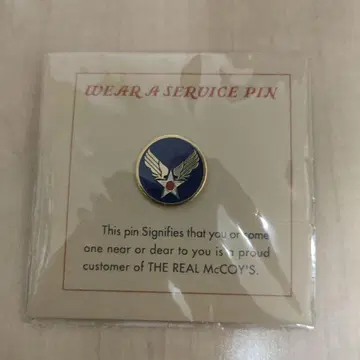 WEAR A SERVICE PIN
This pin Signifies that you or some
one near or dear to you is a proud
customer of THE REAL McCOY'S.